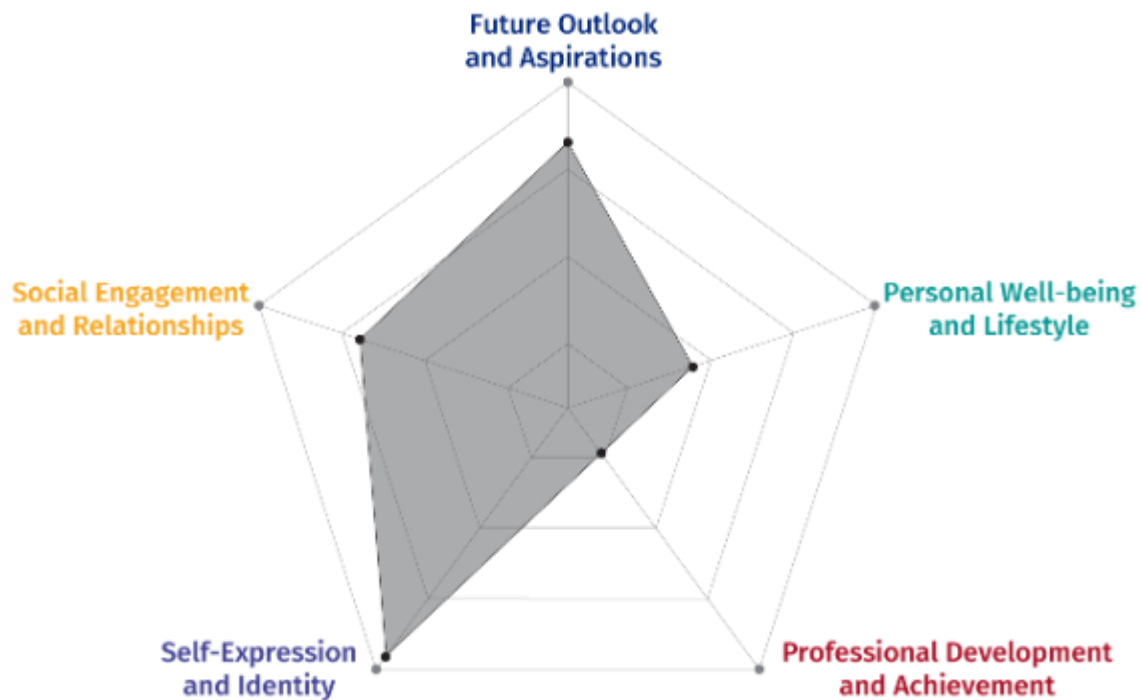 Future Outlook
and Aspirations
Social Engagement
and Relationships
Personal Well-being
and Lifestyle
Self-Expression
and Identity
Professional Development
and Achievement